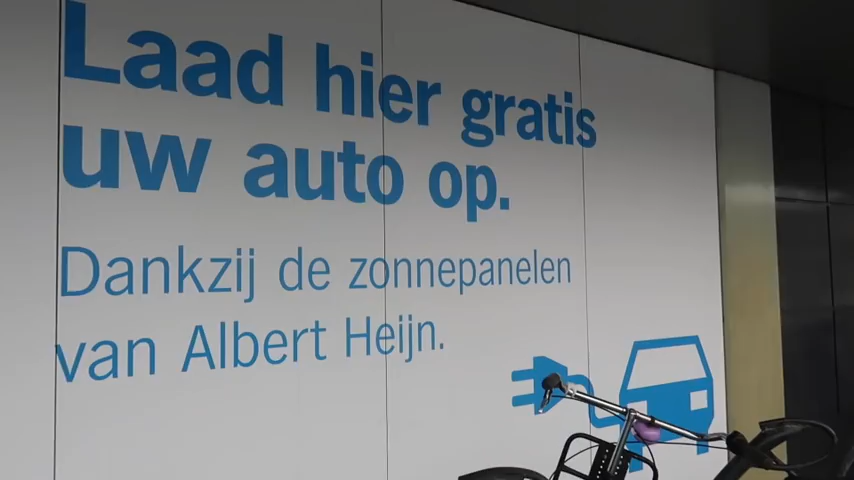 Laad hier gratis
uw auto op.
Dankzij de zonnepanelen
van Albert Heijn.